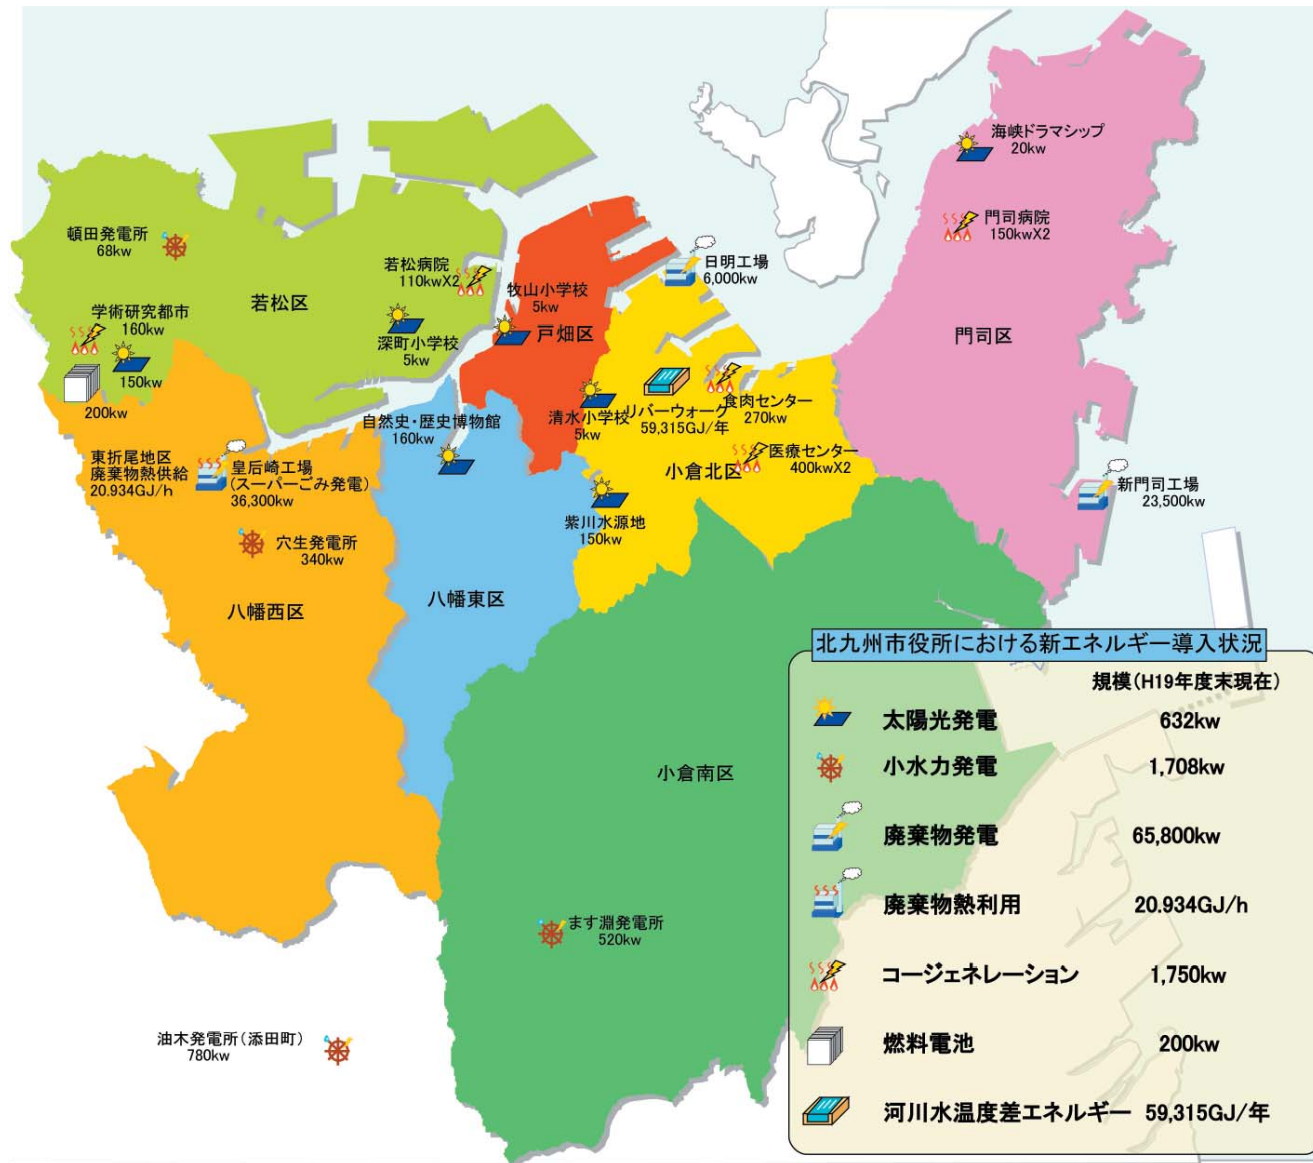 海峡ドラマシップ
20kw
門司病院
150kwX2
門司区
新門司工場
23,500kw
頓田発電所
68kw
若松病院
110kwX2
若松区
学術研究都市
160kw
150kw
200kw
深町小学校
5kw
牧山小学校
5kw
戸畑区
日明工場
6,000kw
清水小学校
5kw
リバーウォーク
59,315GJ/年
食肉センター
270kw
医療センター
400kwX2
小倉北区
紫川水源地
150kw
自然史・歴史博物館
160kw
八幡東区
東折尾地区
廃棄物熱供給
20.934GJ/h
皇后崎工場
(スーパーごみ発電)
36,300kw
穴生発電所
340kw
八幡西区
小倉南区
ます淵発電所
520kw
油木発電所(添田町)
780kw
北九州市役所における新エネルギー導入状況
規模(H19年度末現在)
太陽光発電 632kw
小水力発電 1,708kw
廃棄物発電 65,800kw
廃棄物熱利用 20.934GJ/h
コージェネレーション 1,750kw
燃料電池 200kw
河川水温度差エネルギー 59,315GJ/年